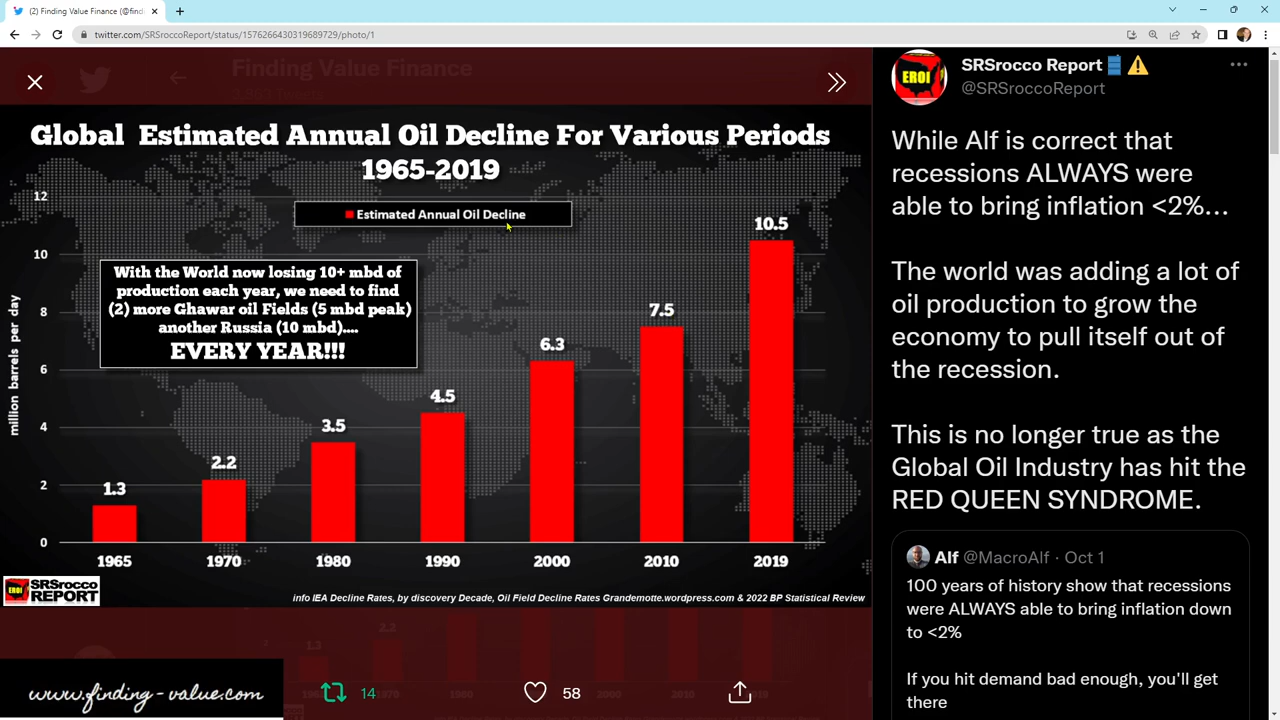 (2) Finding Value Finance (@findi
twitter.com/SRSroccoReport/status/1576266430319689729/photo/1
Finding Value Finance
Global Estimated Annual Oil Decline For Various Periods
1965-2019
Estimated Annual Oil Decline
With the World now losing 10+ mbd of
production each year, we need to find
(2) more Ghawar oil Fields (5 mbd peak)
another Russia (10 mbd)....
EVERY YEAR!!!
million barrels per day
12
10
8
6
4
2
0
1.3
2.2
3.5
4.5
6.3
7.5
10.5
1965
1970
1980
1990
2000
2010
2019
EROI
SRSrocco
REPORT
info IEA Decline Rates, by discovery Decade, Oil Field Decline Rates Grandemotte.wordpress.com & 2022 BP Statistical Review
www.finding-value.com
14
58
EROI
SRSrocco Report
@SRSroccoReport
While Alf is correct that
recessions ALWAYS were
able to bring inflation <2%...
The world was adding a lot of
oil production to grow the
economy to pull itself out of
the recession.
This is no longer true as the
Global Oil Industry has hit the
RED QUEEN SYNDROME.
Alf @MacroAlf · Oct 1
100 years of history show that recessions
were ALWAYS able to bring inflation down
to <2%
If you hit demand bad enough, you'll get
there